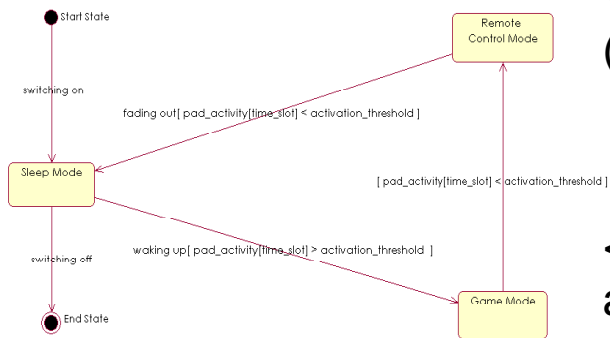 Start State
Remote
Control Mode
(
switching on
fading out[ pad_activity[time_slot] < activation_threshold ]
Sleep Mode
[ pad_activity[time_slot] < activation_threshold ]
waking up[ pad_activity[time_slot] > activation_threshold ]
<
switching off
Game Mode
a
End State